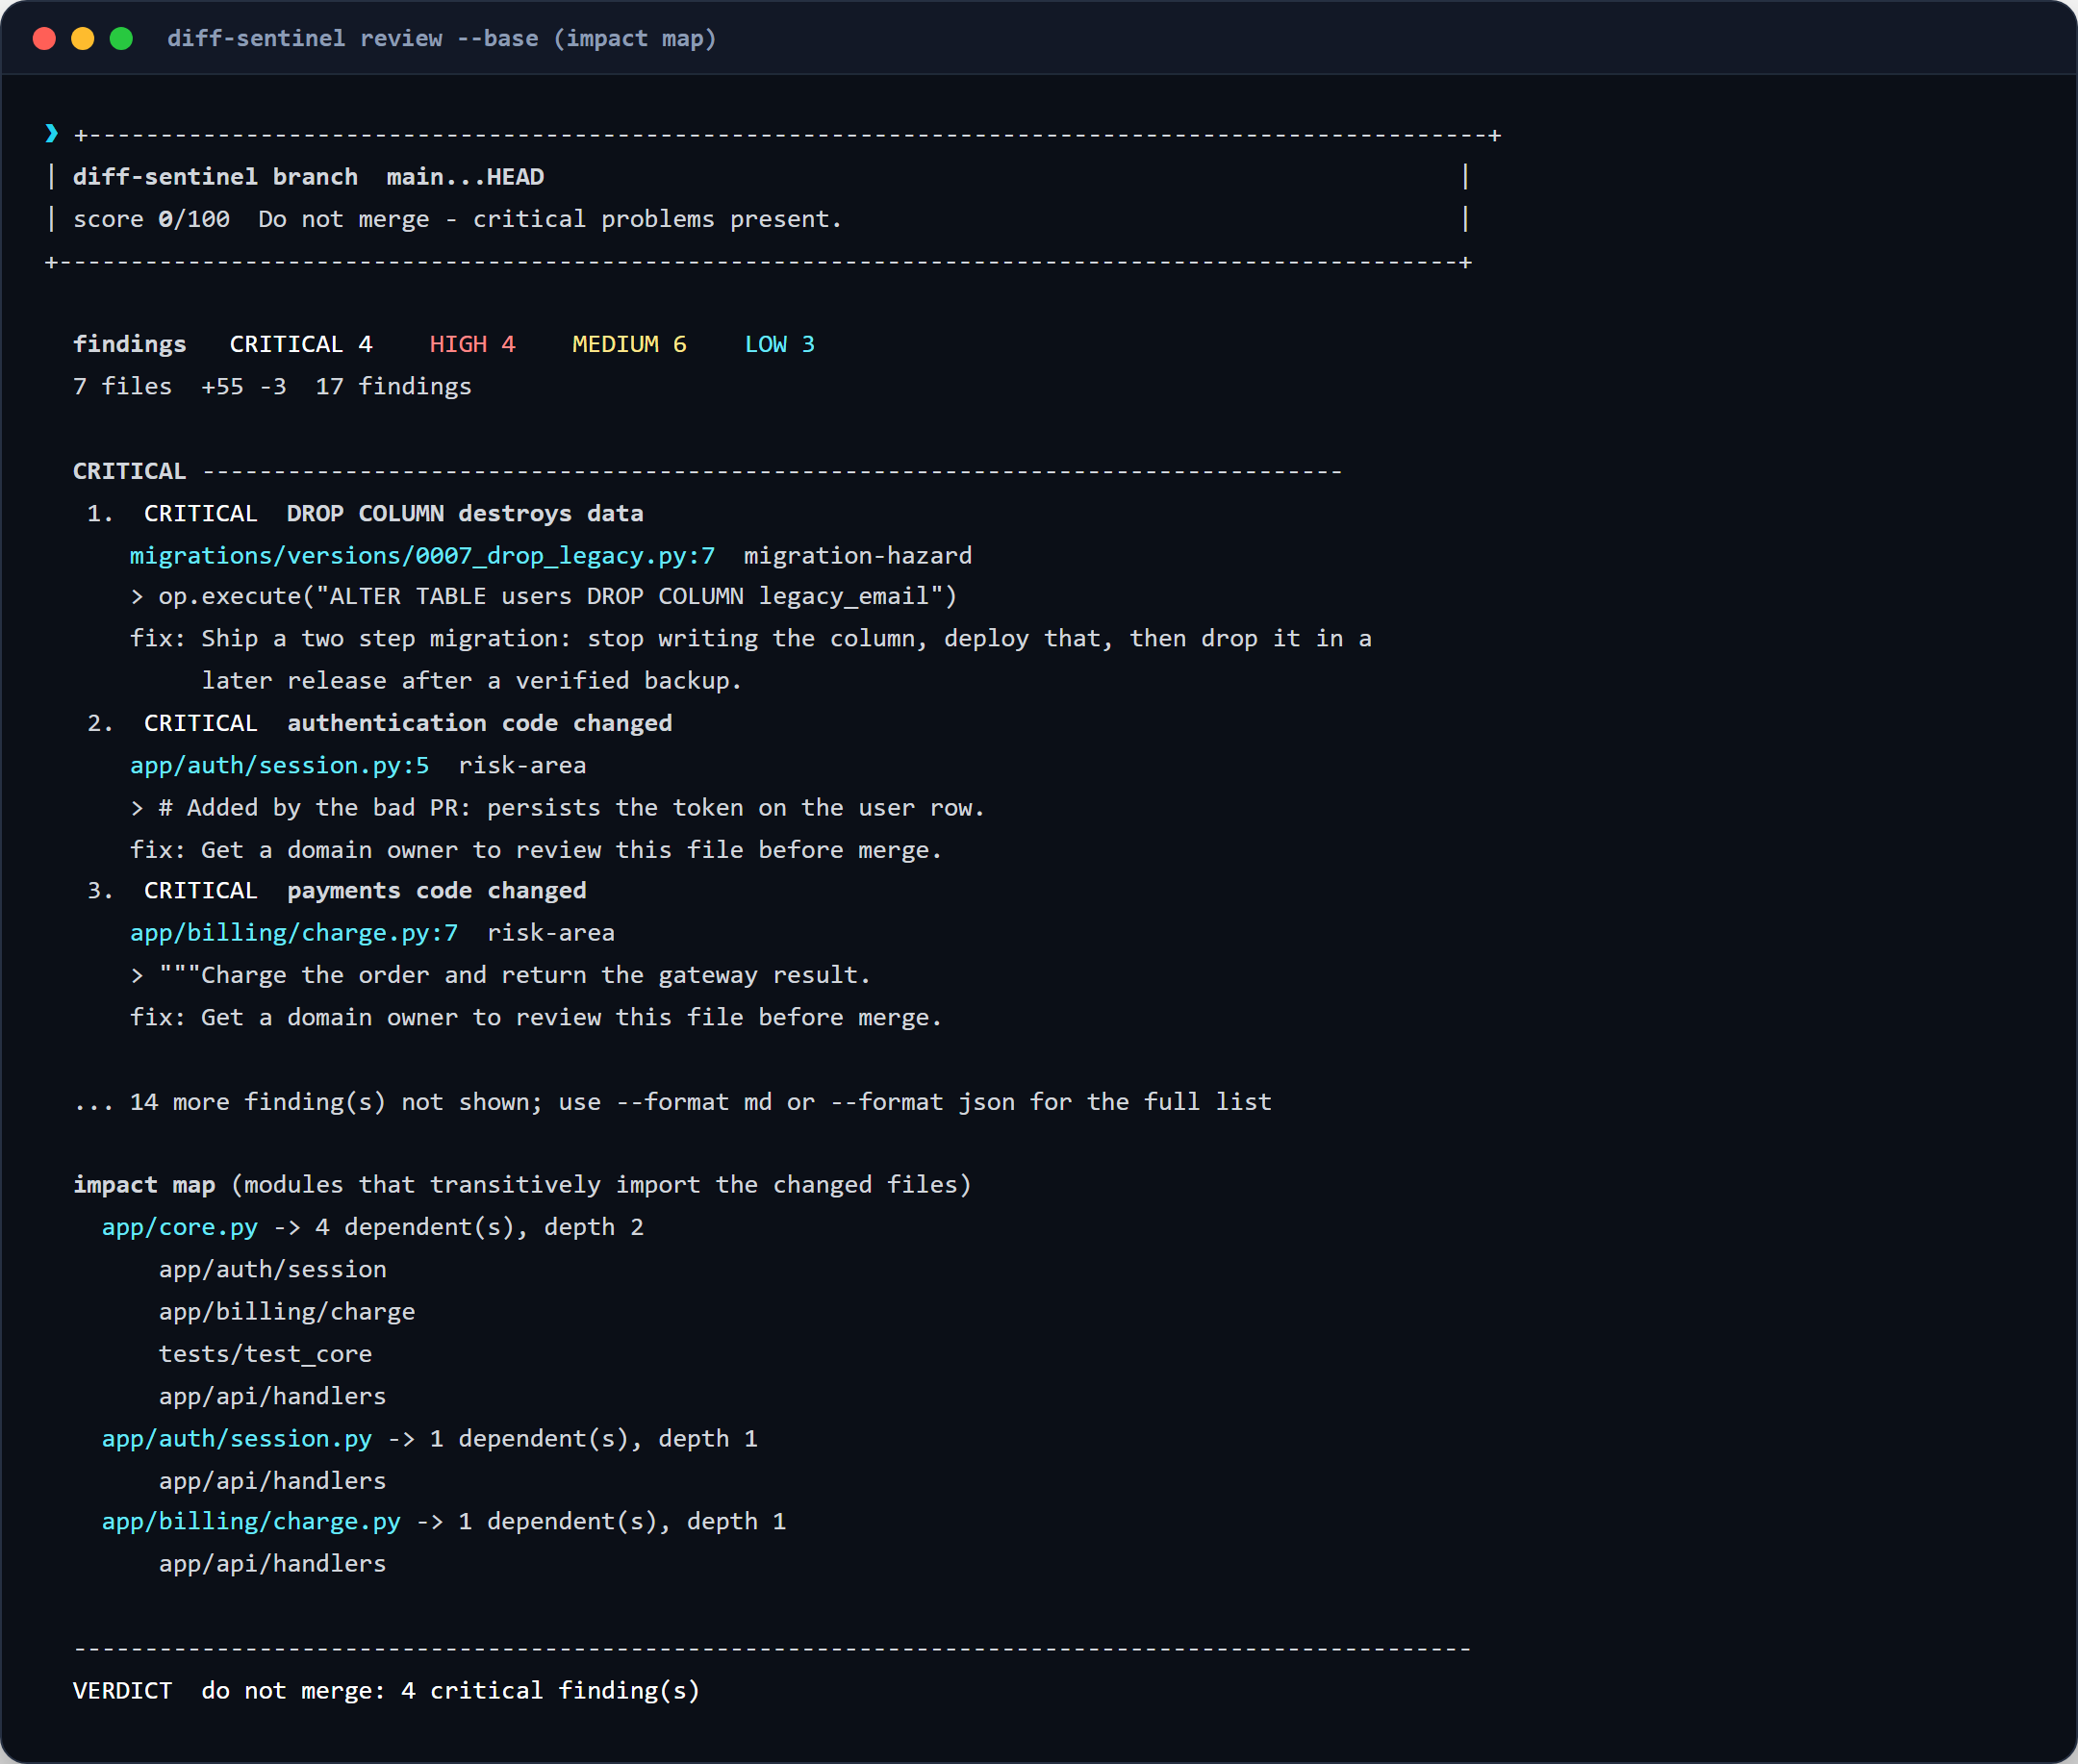 diff-sentinel review --base (impact map)
❯ +--------------------------------------------------------------------------------------------------+
| diff-sentinel branch  main...HEAD |
| score 0/100  Do not merge - critical problems present. |
+--------------------------------------------------------------------------------------------------+
findings   CRITICAL 4    HIGH 4    MEDIUM 6    LOW 3
7 files  +55 -3  17 findings
CRITICAL --------------------------------------------------------------------------------
1.  CRITICAL  DROP COLUMN destroys data
migrations/versions/0007_drop_legacy.py:7  migration-hazard
> op.execute("ALTER TABLE users DROP COLUMN legacy_email")
fix: Ship a two step migration: stop writing the column, deploy that, then drop it in a
later release after a verified backup.
2.  CRITICAL  authentication code changed
app/auth/session.py:5  risk-area
> # Added by the bad PR: persists the token on the user row.
fix: Get a domain owner to review this file before merge.
3.  CRITICAL  payments code changed
app/billing/charge.py:7  risk-area
> """Charge the order and return the gateway result.
fix: Get a domain owner to review this file before merge.
... 14 more finding(s) not shown; use --format md or --format json for the full list
impact map (modules that transitively import the changed files)
app/core.py -> 4 dependent(s), depth 2
app/auth/session
app/billing/charge
tests/test_core
app/api/handlers
app/auth/session.py -> 1 dependent(s), depth 1
app/api/handlers
app/billing/charge.py -> 1 dependent(s), depth 1
app/api/handlers
--------------------------------------------------------------------------------------------------
VERDICT  do not merge: 4 critical finding(s)